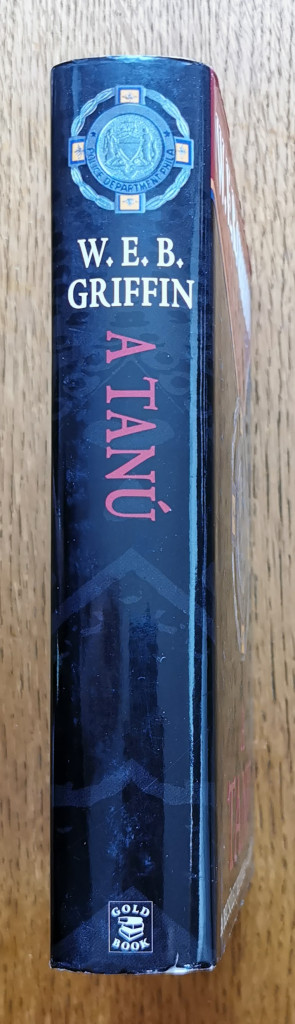 POLICE DEPARTMENT PHILA
W. E. B.
GRIFFIN
A TANÚ
GOLD
BOOK